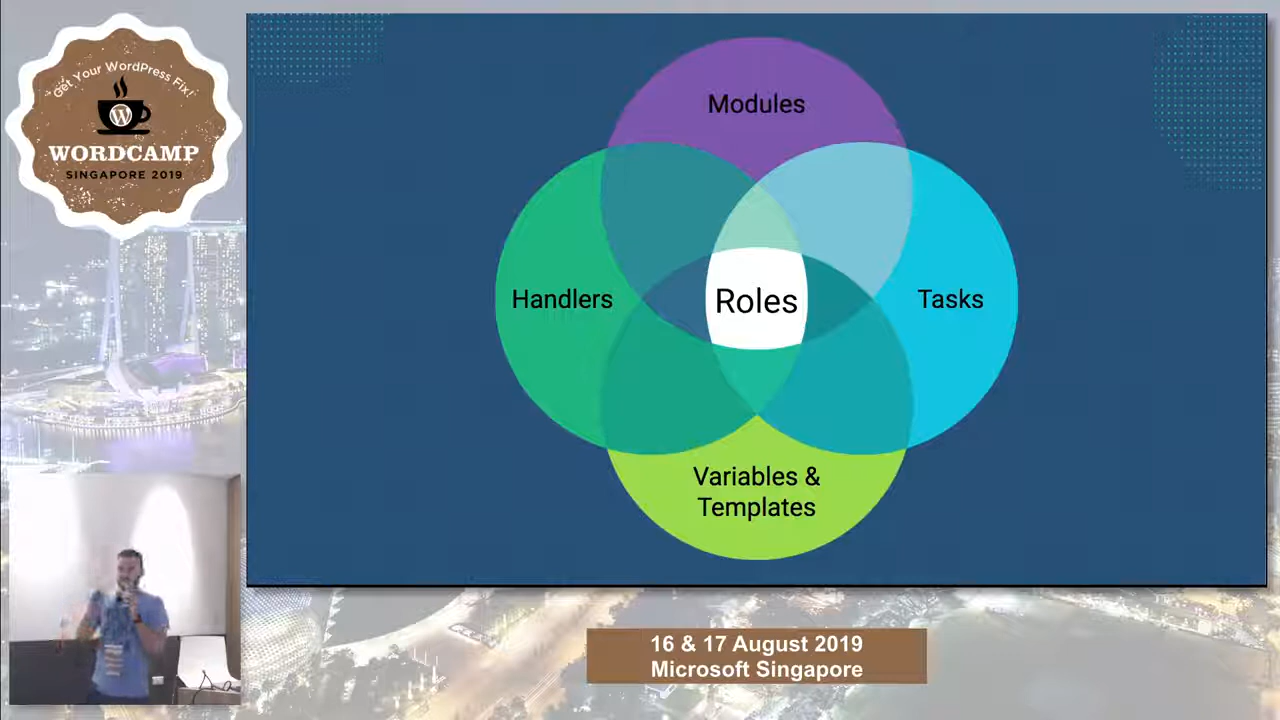 Get Your WordPress Fix!
WORDCAMP
SINGAPORE 2019
Modules
Handlers
Roles
Tasks
Variables &
Templates
16 & 17 August 2019
Microsoft Singapore